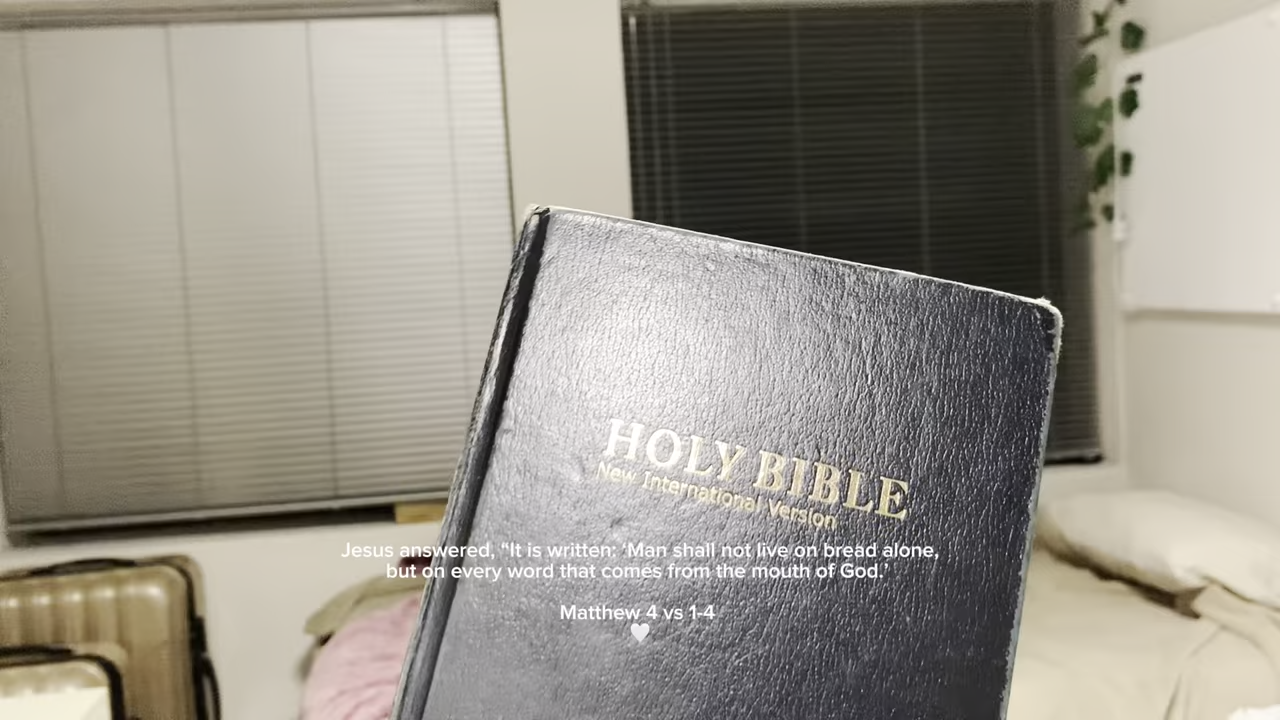 HOLY BIBLE
New International Version
Jesus answered, “It is written: ‘Man shall not live on bread alone,
but on every word that comes from the mouth of God.’
Matthew 4 vs 1-4
🤍